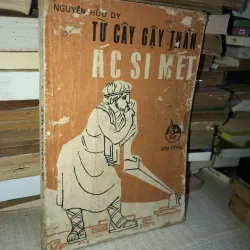 NGUYỄN HỮU DY
TỪ CÂY GẬY THẦN
ÁC SI MÉT
KIM ĐỒNG